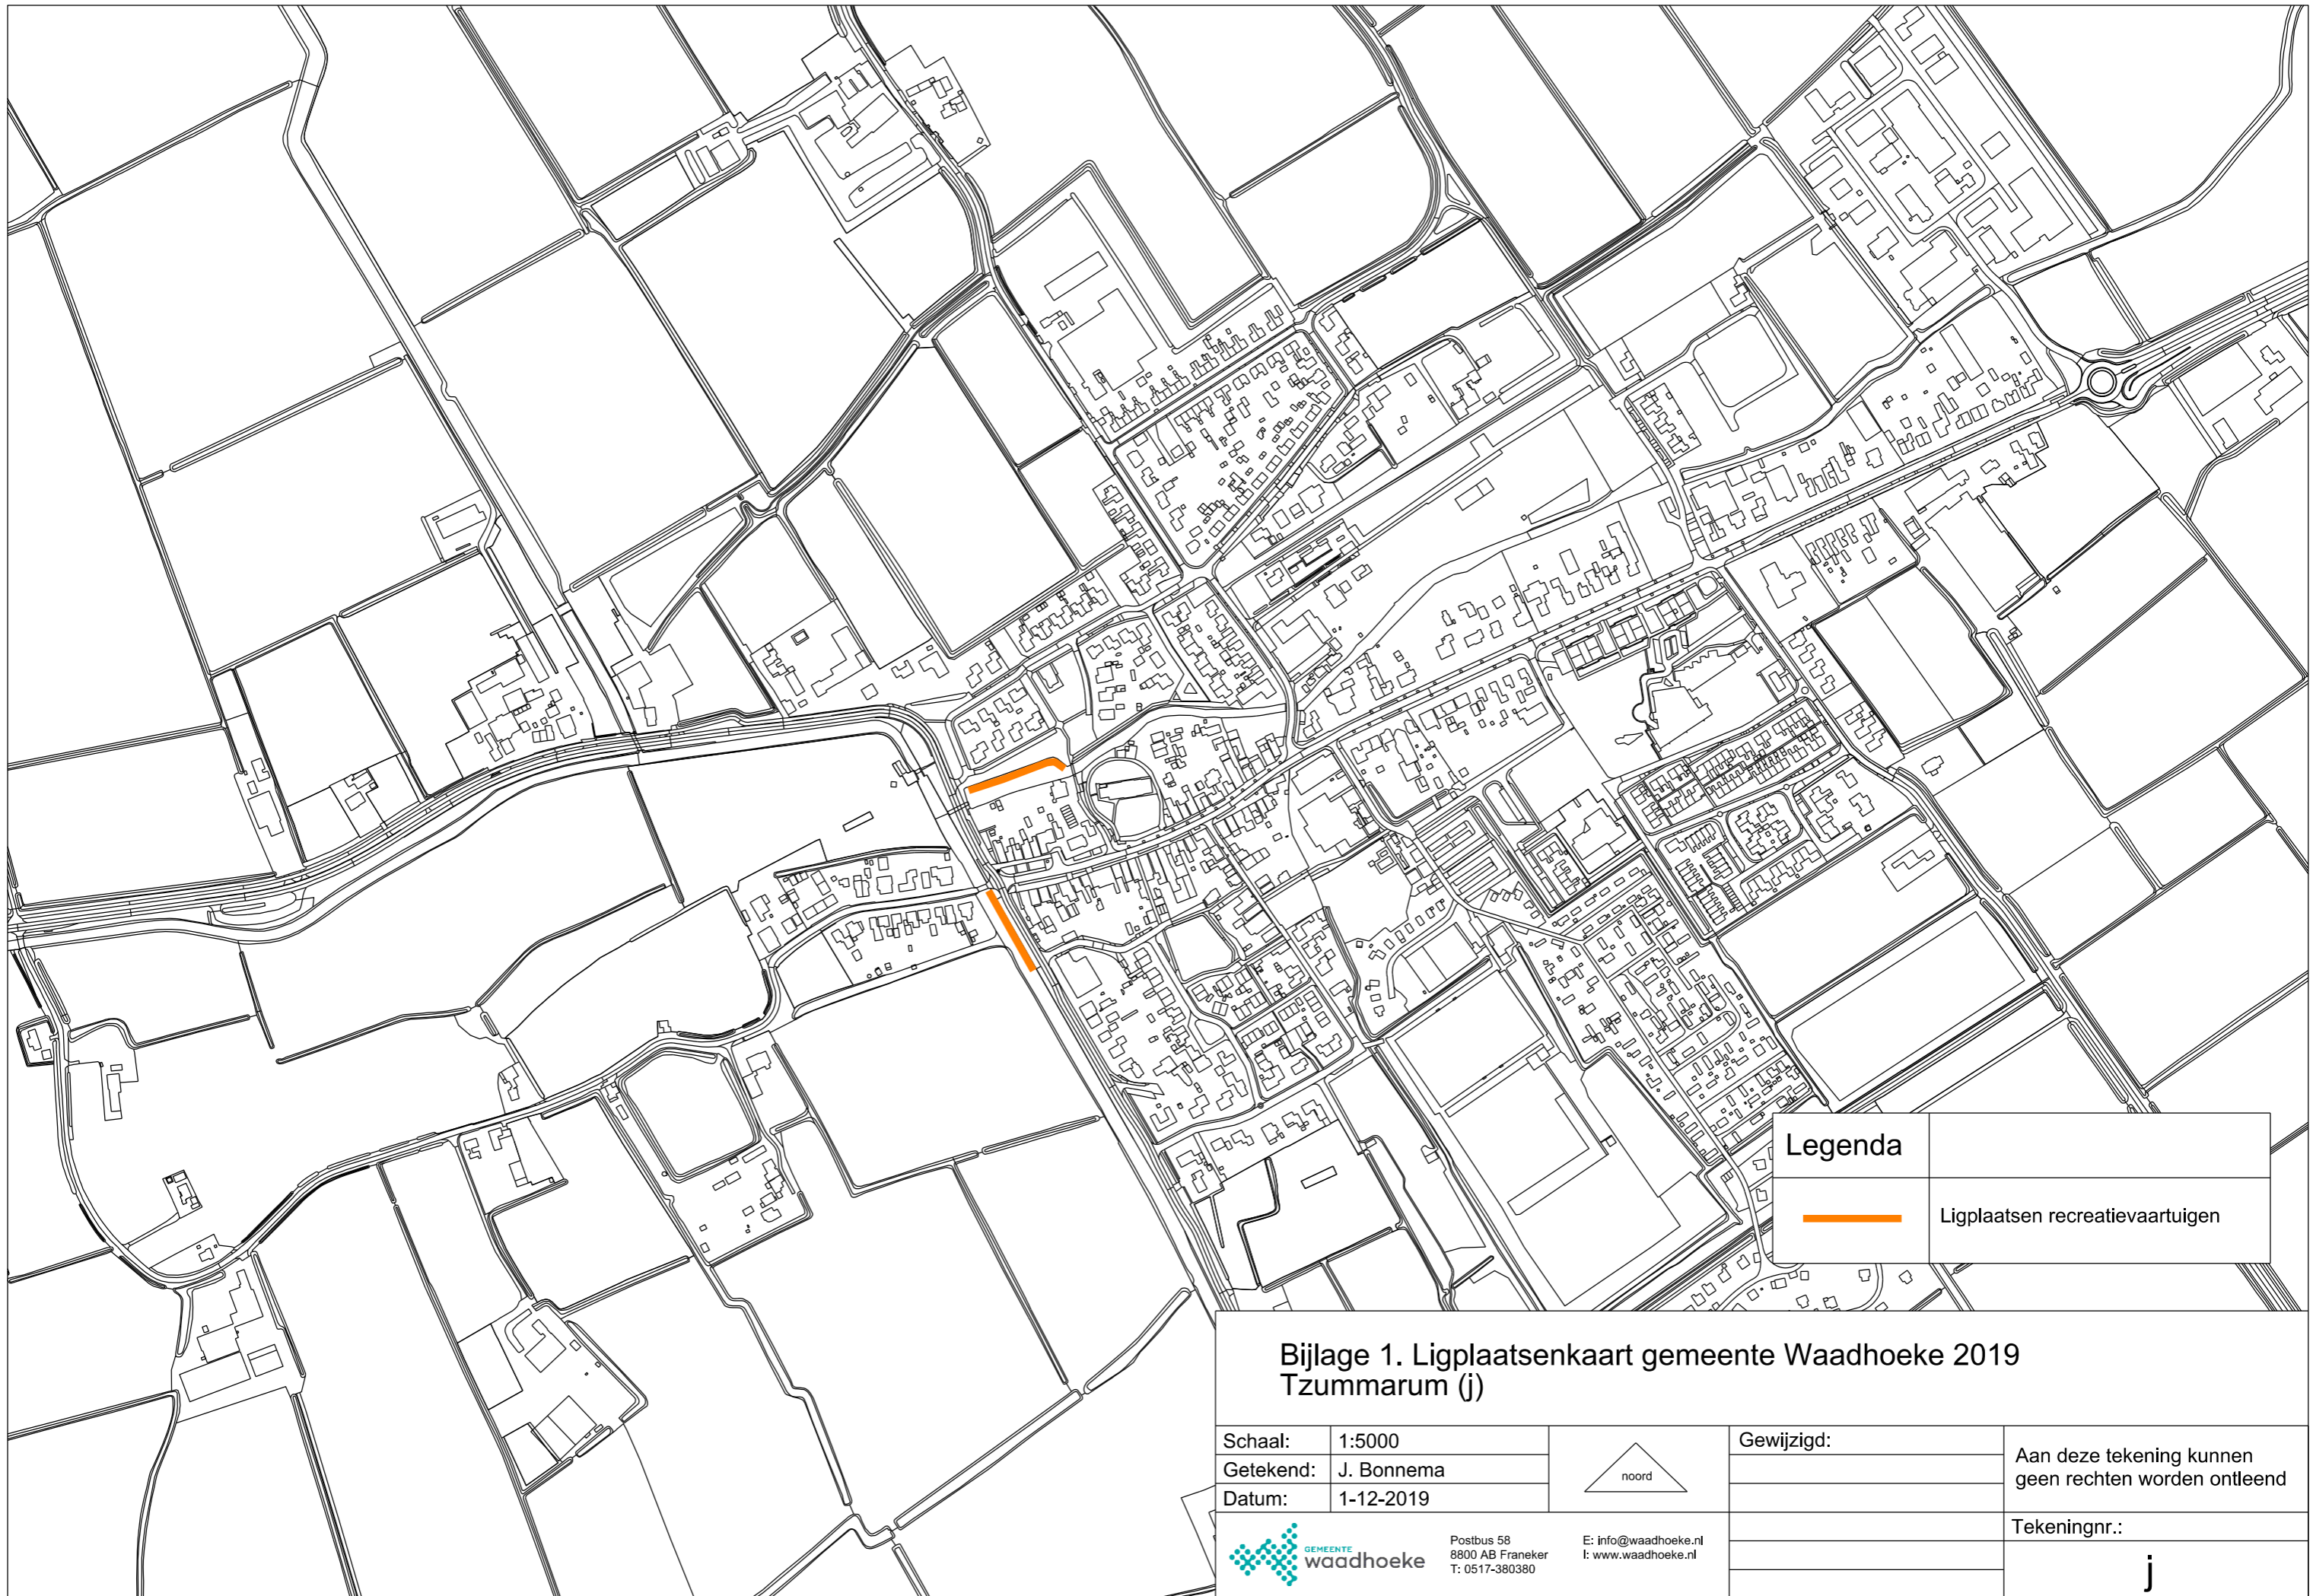 Legenda
Ligplaatsen recreatievaartuigen
Bijlage 1. Ligplaatsenkaart gemeente Waadhoeke 2019
Tzummarum (j)
Schaal: 1:5000
Getekend: J. Bonnema
Datum: 1-12-2019
noord
Gewijzigd:
Aan deze tekening kunnen
geen rechten worden ontleend
Tekeningnr.:
j
GEMEENTE
waadhoeke
Postbus 58
8800 AB Franeker
T: 0517-380380
E: info@waadhoeke.nl
I: www.waadhoeke.nl